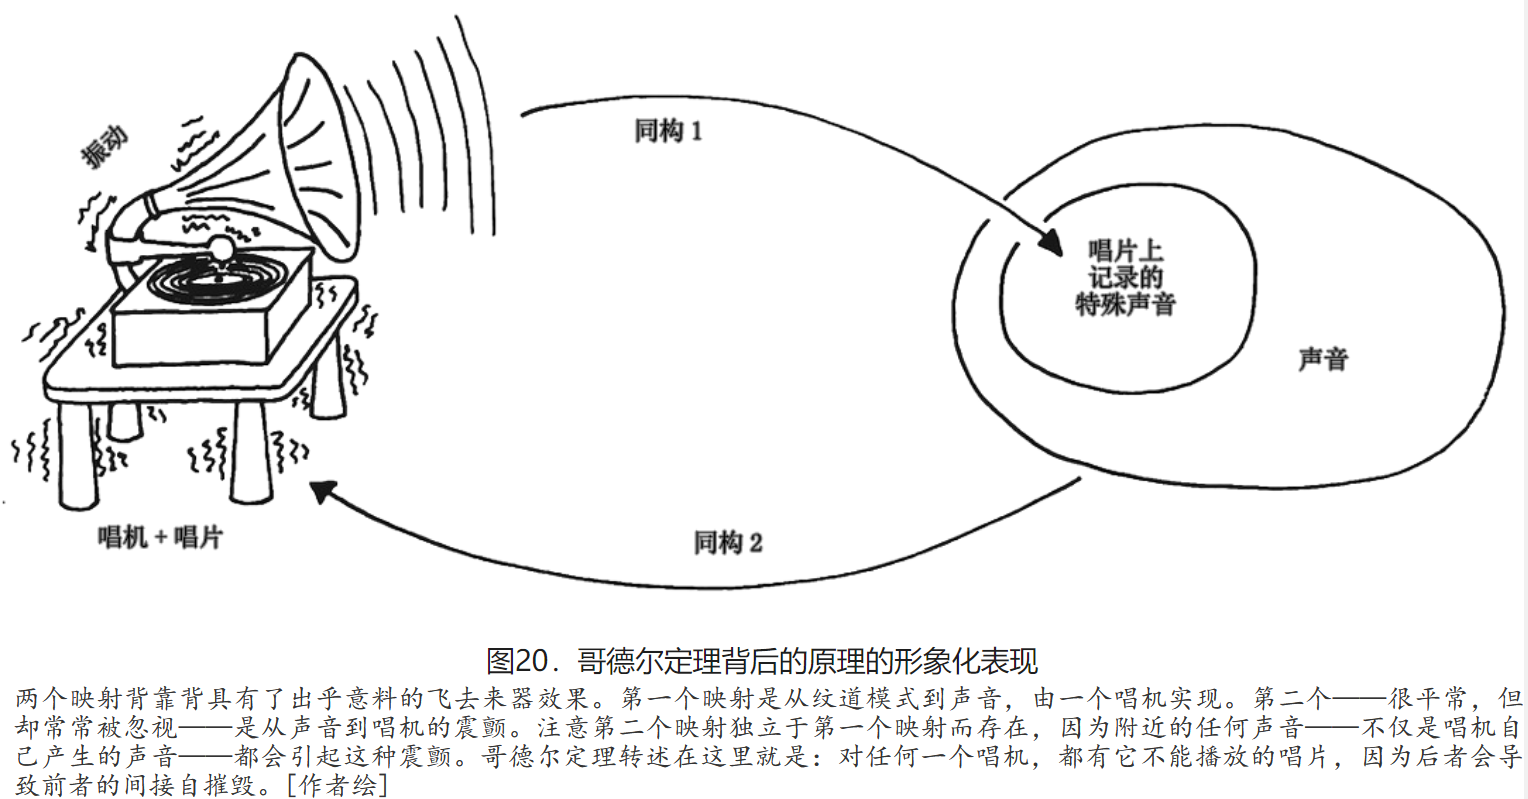 振动
同构 1
唱片上
记录的
特殊声音
声音
唱机 + 唱片
同构 2
图20．哥德尔定理背后的原理的形象化表现
两个映射背靠背具有了出乎意料的飞去来器效果。第一个映射是从纹道模式到声音，由一个唱机实现。第二个——很平常，但
却常常被忽视——是从声音到唱机的震颤。注意第二个映射独立于第一个映射而存在，因为附近的任何声音——不仅是唱机自
己产生的声音——都会引起这种震颤。哥德尔定理转述在这里就是：对任何一个唱机，都有它不能播放的唱片，因为后者会导
致前者的间接自摧毁。[作者绘]